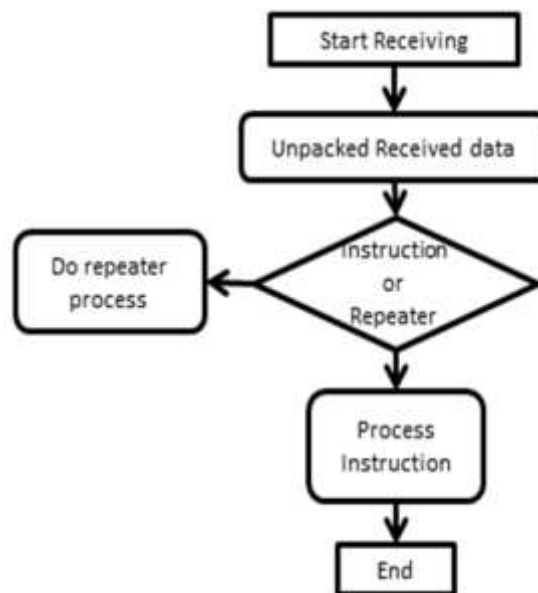 Start Receiving
Unpacked Received data
Instruction
or
Repeater
Do repeater
process
Process
Instruction
End